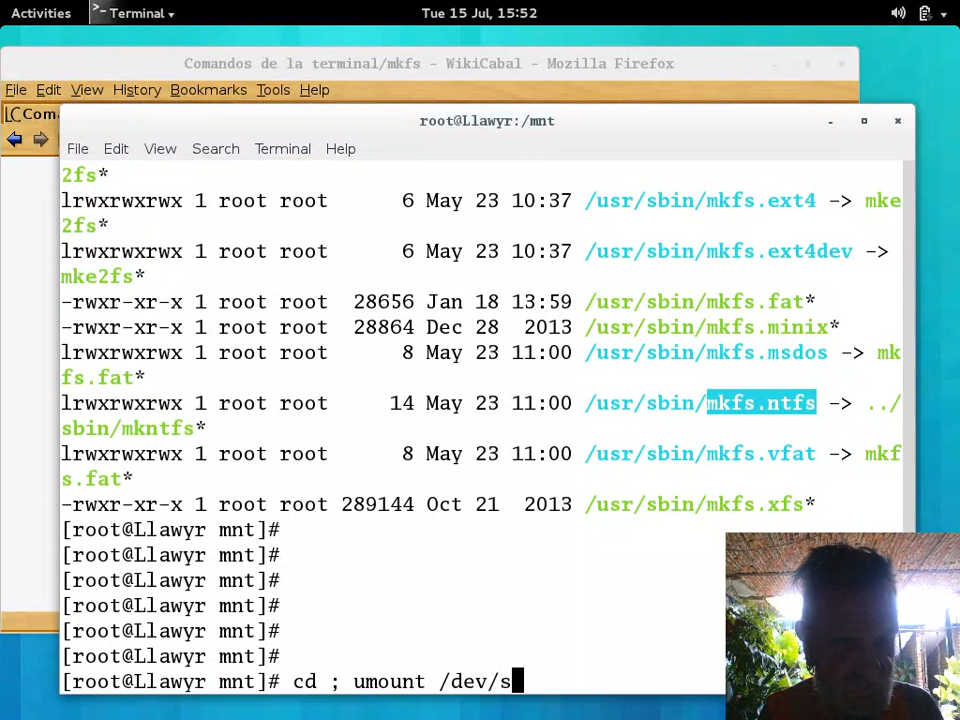 Activities Terminal Tue 15 Jul, 15:52
Comandos de la terminal/mkfs - WikiCabal - Mozilla Firefox
File Edit View History Bookmarks Tools Help
Com
root@Llawyr:/mnt
File Edit View Search Terminal Help
2fs*
lrwxrwxrwx 1 root root 6 May 23 10:37 /usr/sbin/mkfs.ext4 -> mke
2fs*
lrwxrwxrwx 1 root root 6 May 23 10:37 /usr/sbin/mkfs.ext4dev ->
mke2fs*
-rwxr-xr-x 1 root root 28656 Jan 18 13:59 /usr/sbin/mkfs.fat*
-rwxr-xr-x 1 root root 28864 Dec 28 2013 /usr/sbin/mkfs.minix*
lrwxrwxrwx 1 root root 8 May 23 11:00 /usr/sbin/mkfs.msdos -> mk
fs.fat*
lrwxrwxrwx 1 root root 14 May 23 11:00 /usr/sbin/mkfs.ntfs -> ../
sbin/mkntfs*
lrwxrwxrwx 1 root root 8 May 23 11:00 /usr/sbin/mkfs.vfat -> mkf
s.fat*
-rwxr-xr-x 1 root root 289144 Oct 21 2013 /usr/sbin/mkfs.xfs*
[root@Llawyr mnt]#
[root@Llawyr mnt]#
[root@Llawyr mnt]#
[root@Llawyr mnt]#
[root@Llawyr mnt]#
[root@Llawyr mnt]#
[root@Llawyr mnt]# cd ; umount /dev/s